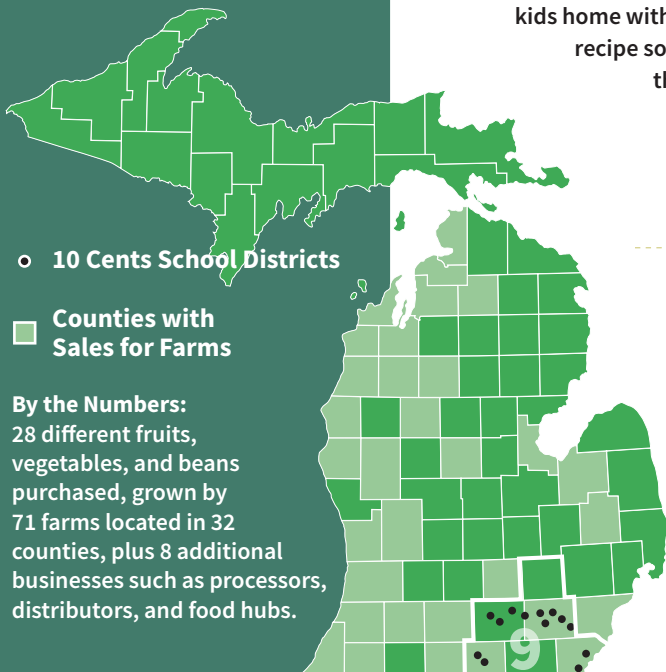 kids home with
recipe so
th
10 Cents School Districts
Counties with
Sales for Farms
By the Numbers:
28 different fruits,
vegetables, and beans
purchased, grown by
71 farms located in 32
counties, plus 8 additional
businesses such as processors,
distributors, and food hubs.
9